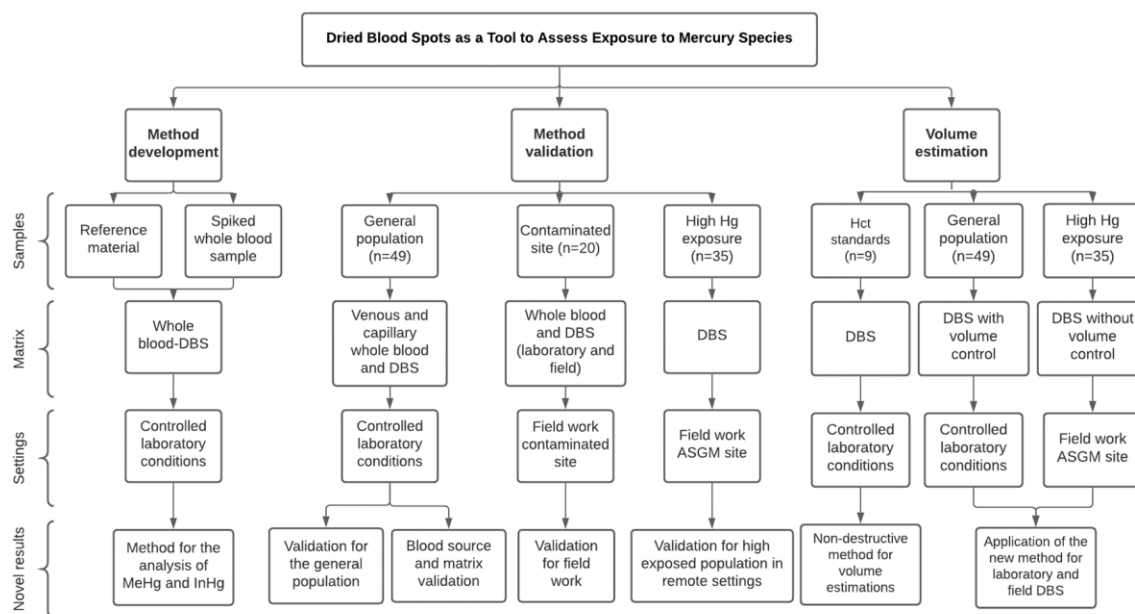 Dried Blood Spots as a Tool to Assess Exposure to Mercury Species
Method
development
Method
validation
Volume
estimation
Samples
Reference
material
Spiked
whole blood
sample
General
population
(n=49)
Contaminated
site (n=20)
High Hg
exposure
(n=35)
Hct
standards
(n=9)
General
population
(n=49)
High Hg
exposure
(n=35)
Matrix
Whole
blood-DBS
Venous and
capillary
whole blood
and DBS
Whole blood
and DBS
(laboratory and
field)
DBS
DBS
DBS with
volume
control
DBS without
volume
control
Settings
Controlled
laboratory
conditions
Controlled
laboratory
conditions
Field work
contaminated
site
Field work
ASGM site
Controlled
laboratory
conditions
Controlled
laboratory
conditions
Field work
ASGM site
Novel results
Method for the
analysis of
MeHg and InHg
Validation for
the general
population
Blood source
and matrix
validation
Validation
for field
work
Validation for high
exposed population in
remote settings
Non-destructive
method for
volume
estimations
Application of the
new method for
laboratory and
field DBS